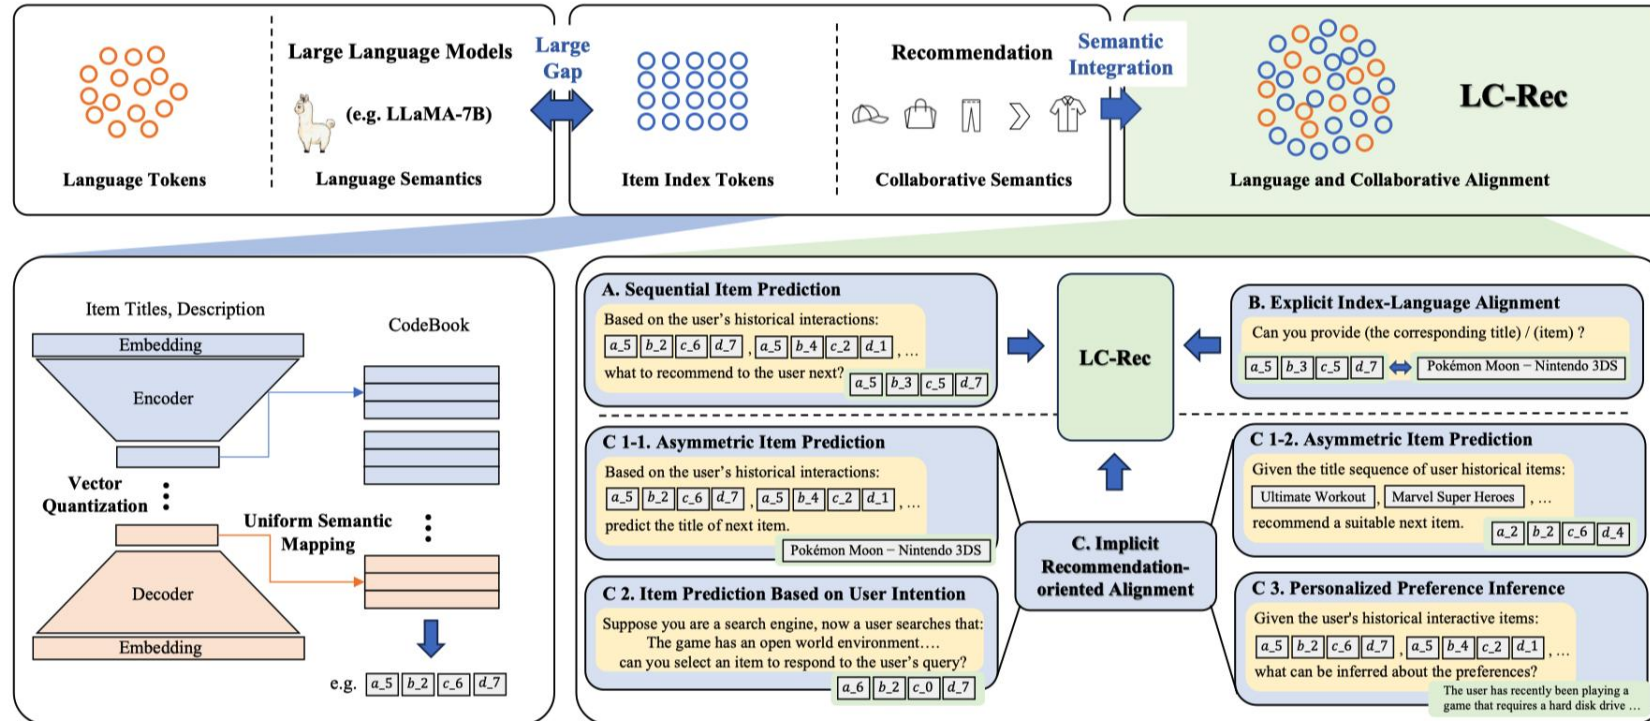 Large Language Models
(e.g. LLaMA-7B)
Language Tokens
Language Semantics
Large
Gap
Item Index Tokens
Recommendation
Collaborative Semantics
Semantic
Integration
LC-Rec
Language and Collaborative Alignment
Item Titles, Description
Embedding
Encoder
CodeBook
Vector
Quantization
Uniform Semantic
Mapping
Decoder
Embedding
e.g. a_5 b_2 c_6 d_7
A. Sequential Item Prediction
Based on the user's historical interactions:
a_5 b_2 c_6 d_7 , a_5 b_4 c_2 d_1 , ...
what to recommend to the user next?
a_5 b_3 c_5 d_7
LC-Rec
B. Explicit Index-Language Alignment
Can you provide (the corresponding title) / (item) ?
a_5 b_3 c_5 d_7 Pokémon Moon – Nintendo 3DS
C 1-1. Asymmetric Item Prediction
Based on the user's historical interactions:
a_5 b_2 c_6 d_7 , a_5 b_4 c_2 d_1 , ...
predict the title of next item.
Pokémon Moon – Nintendo 3DS
C 1-2. Asymmetric Item Prediction
Given the title sequence of user historical items:
Ultimate Workout , Marvel Super Heroes , ...
recommend a suitable next item.
a_2 b_2 c_6 d_4
C. Implicit
Recommendation-
oriented Alignment
C 2. Item Prediction Based on User Intention
Suppose you are a search engine, now a user searches that:
The game has an open world environment....
can you select an item to respond to the user's query?
a_6 b_2 c_0 d_7
C 3. Personalized Preference Inference
Given the user's historical interactive items:
a_5 b_2 c_6 d_7 , a_5 b_4 c_2 d_1 , ...
what can be inferred about the preferences?
The user has recently been playing a
game that requires a hard disk drive ...